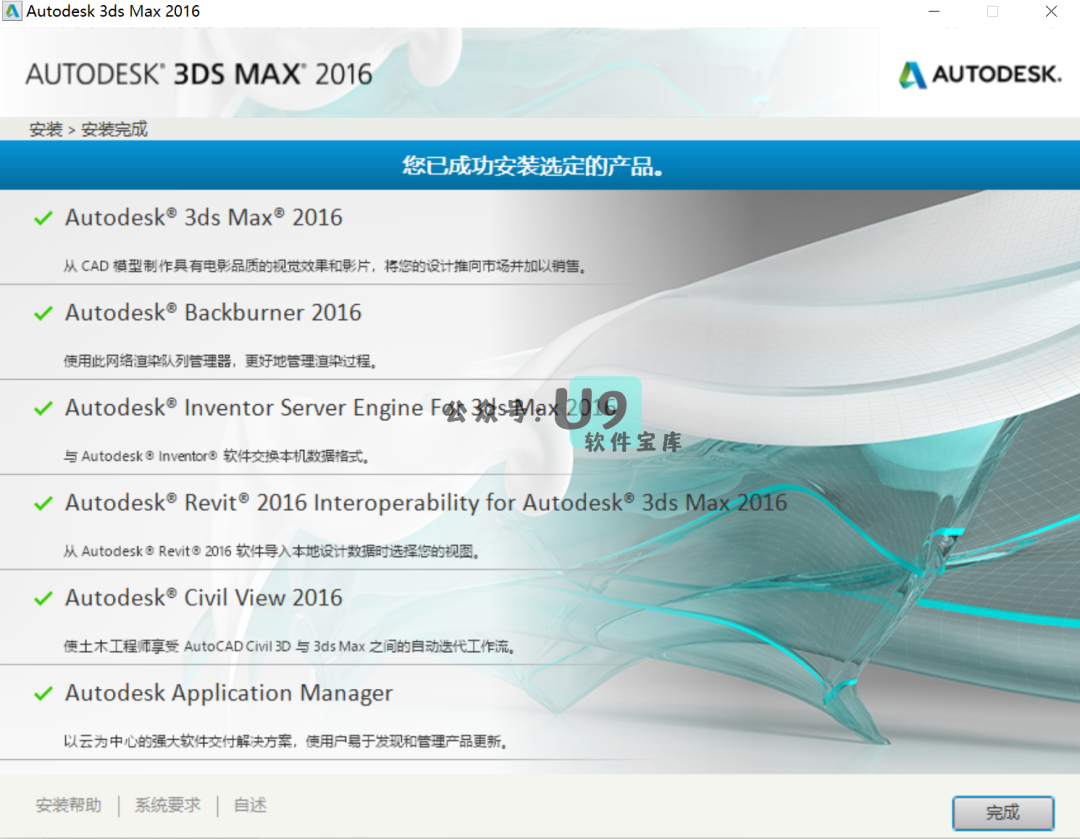 Autodesk 3ds Max 2016
AUTODESK® 3DS MAX® 2016
AUTODESK.
安装 > 安装完成
您已成功安装选定的产品。
Autodesk® 3ds Max® 2016
从 CAD 模型制作具有电影品质的视觉效果和影片，将您的设计推向市场并加以销售。
Autodesk® Backburner 2016
使用此网络渲染队列管理器，更好地管理渲染过程。
Autodesk® Inventor Server Engine For 3ds Max 2016
公众号：U9
软件宝库
与 Autodesk® Inventor® 软件交换本机数据格式。
Autodesk® Revit® 2016 Interoperability for Autodesk® 3ds Max 2016
从 Autodesk® Revit® 2016 软件导入本地设计数据时选择您的视图。
Autodesk® Civil View 2016
使土木工程师享受 AutoCAD Civil 3D 与 3ds Max 之间的自动迭代工作流。
Autodesk Application Manager
以云为中心的强大软件交付解决方案，使用户易于发现和管理产品更新。
安装帮助 | 系统要求 | 自述
完成